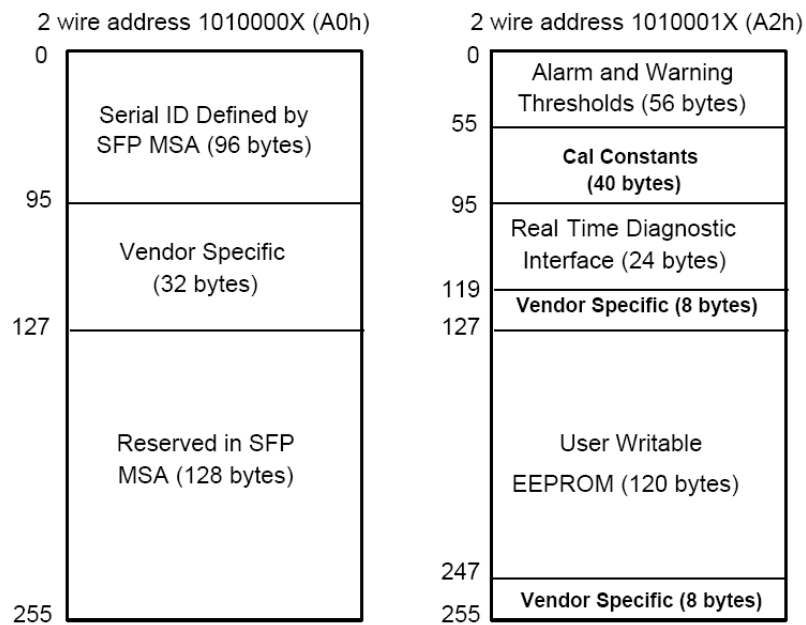 2 wire address 1010000X (A0h)
0
Serial ID Defined by
SFP MSA (96 bytes)
95
Vendor Specific
(32 bytes)
127
Reserved in SFP
MSA (128 bytes)
255
2 wire address 1010001X (A2h)
0
Alarm and Warning
Thresholds (56 bytes)
55
Cal Constants
(40 bytes)
95
Real Time Diagnostic
Interface (24 bytes)
119
Vendor Specific (8 bytes)
127
User Writable
EEPROM (120 bytes)
247
Vendor Specific (8 bytes)
255